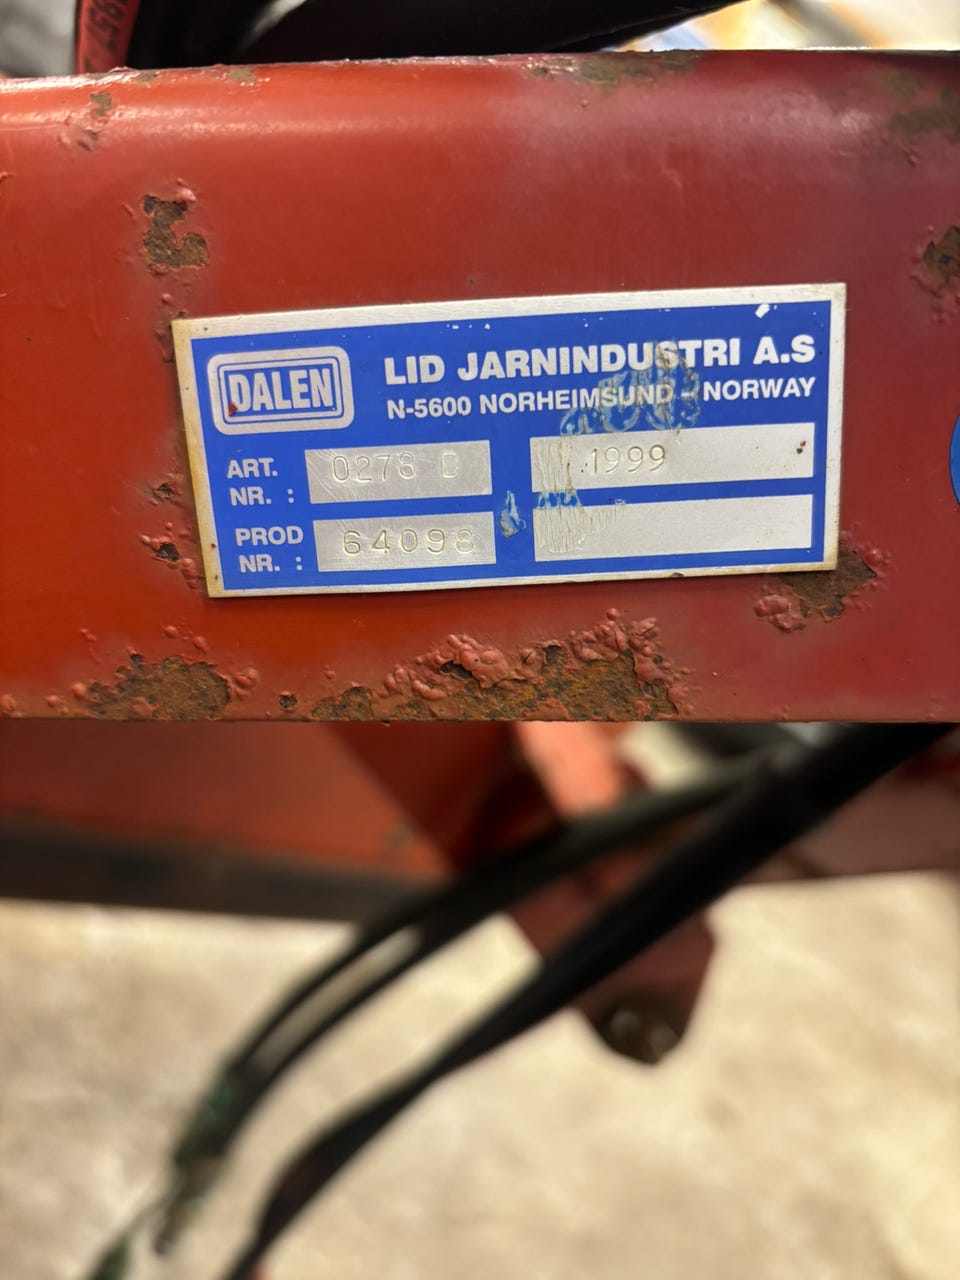 DALEN
LID JARNINDUSTRI A.S
N-5600 NORHEIMSUND - NORWAY
ART. NR. : 0278 D
1999
PROD NR. : 64098